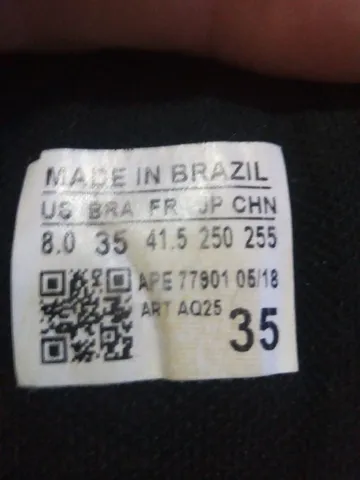 MADE IN BRAZIL
US BRA FR JP CHN
8.0 35 41.5 250 255
APE 77901 05/18
ART AQ25
35